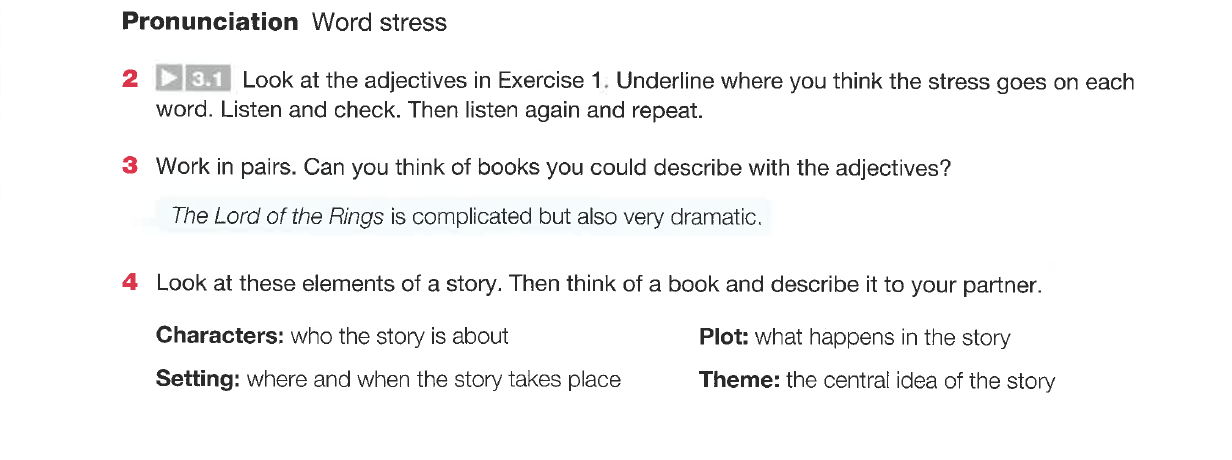 Pronunciation Word stress
2 ▶ 3.1 Look at the adjectives in Exercise 1. Underline where you think the stress goes on each
word. Listen and check. Then listen again and repeat.
3 Work in pairs. Can you think of books you could describe with the adjectives?
The Lord of the Rings is complicated but also very dramatic.
4 Look at these elements of a story. Then think of a book and describe it to your partner.
Characters: who the story is about
Plot: what happens in the story
Setting: where and when the story takes place
Theme: the central idea of the story